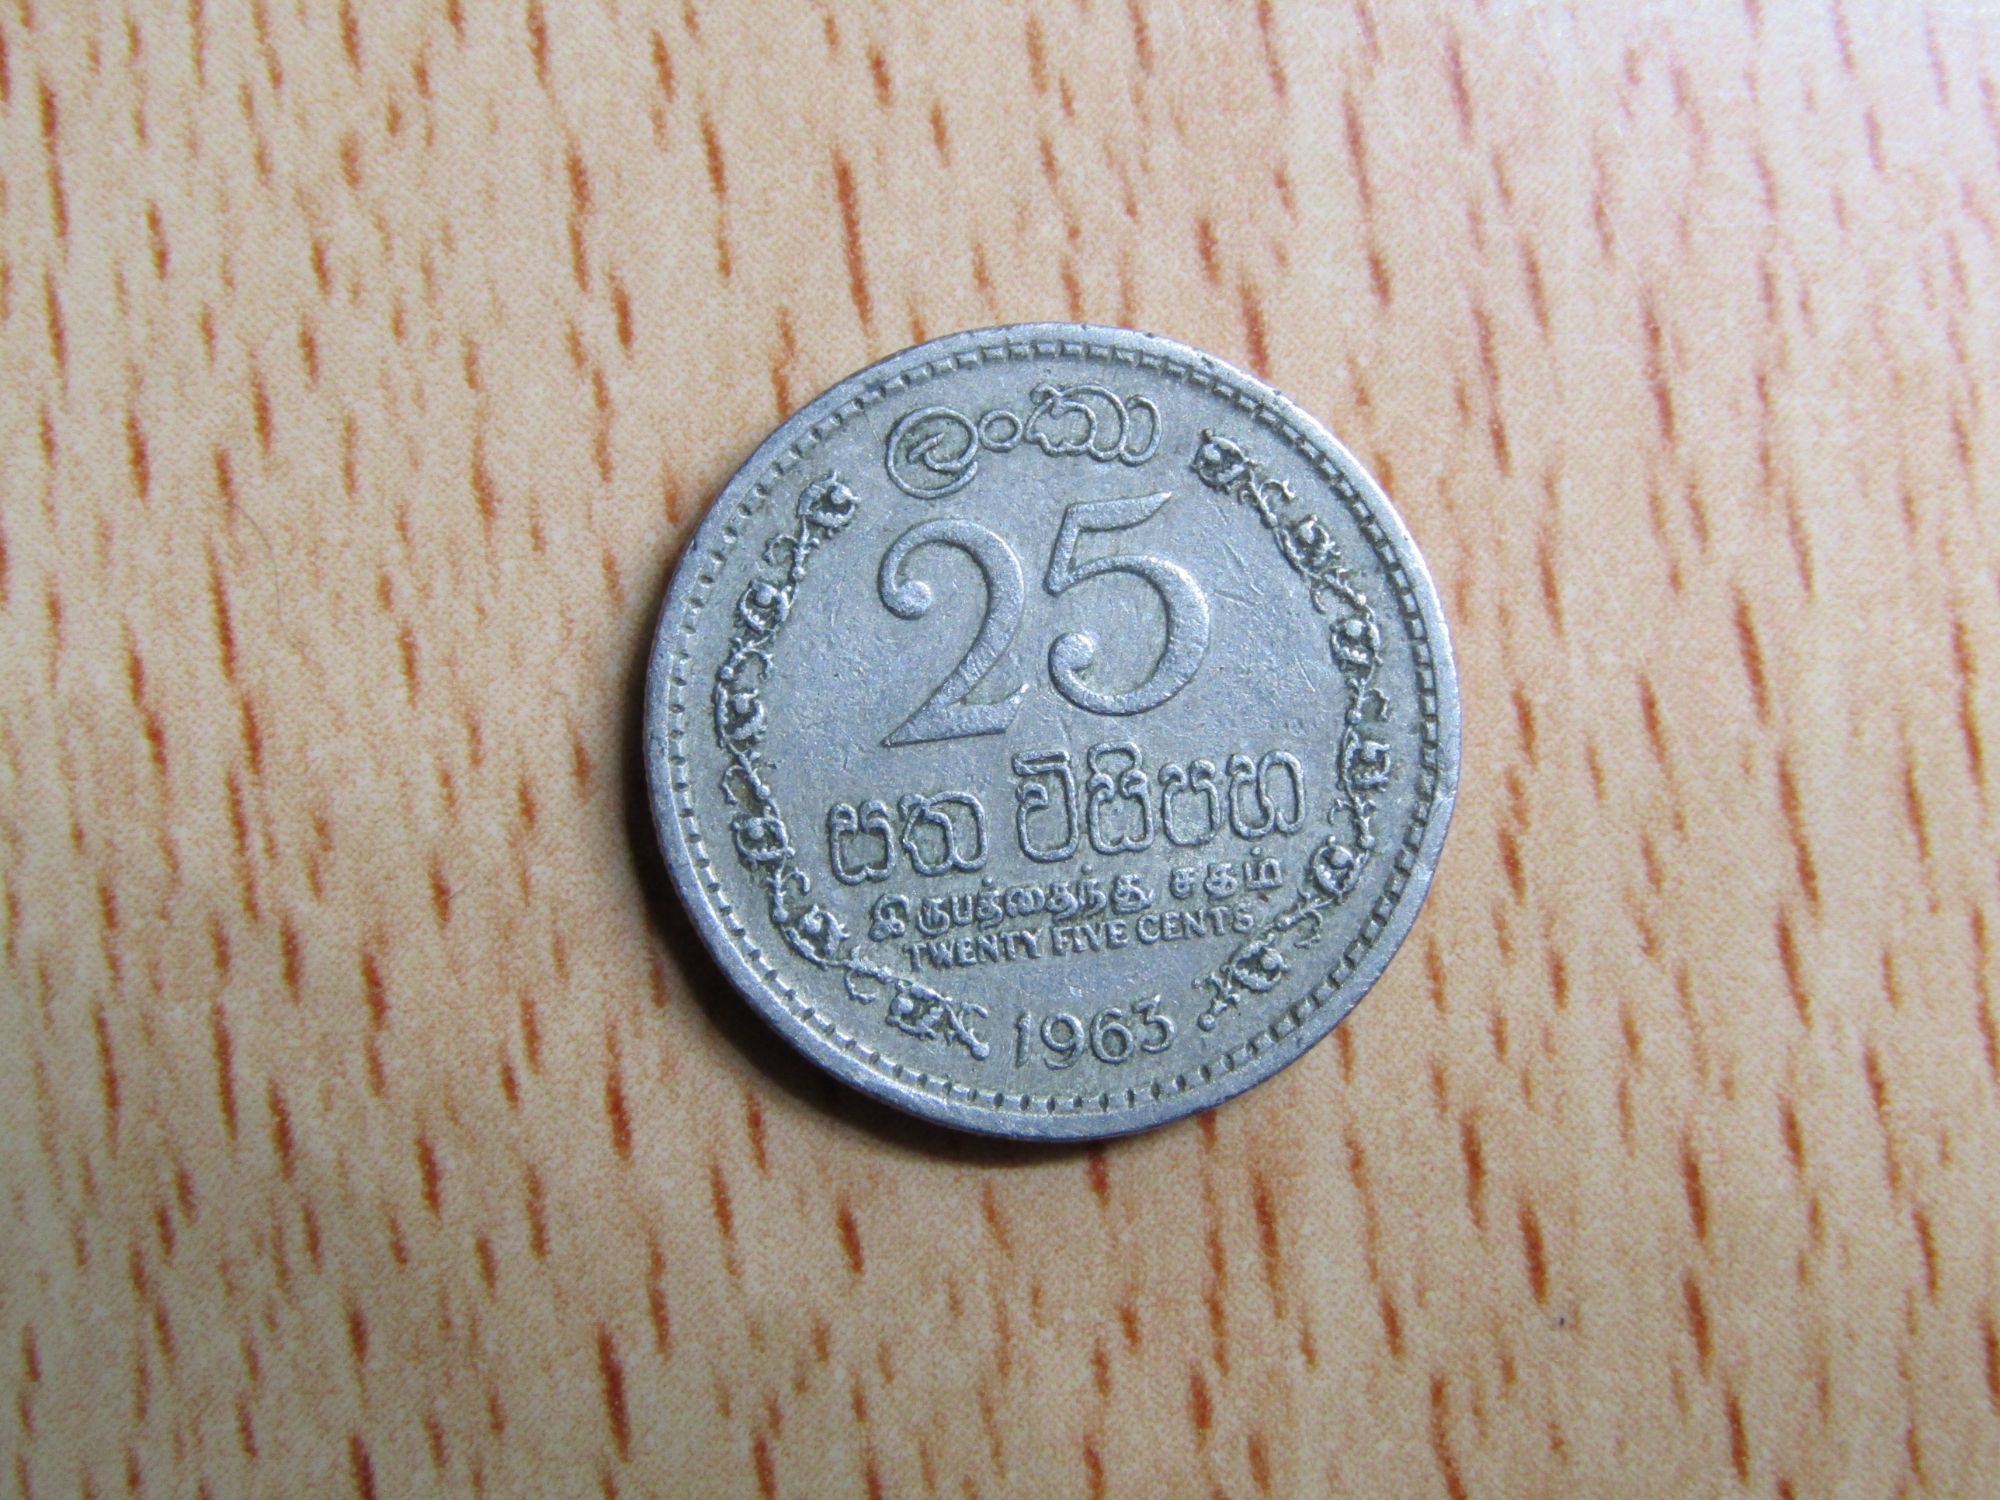 ලංකා
25
සත විසිපහ
இருபத்தைந்து சதம்
TWENTY FIVE CENTS
1963